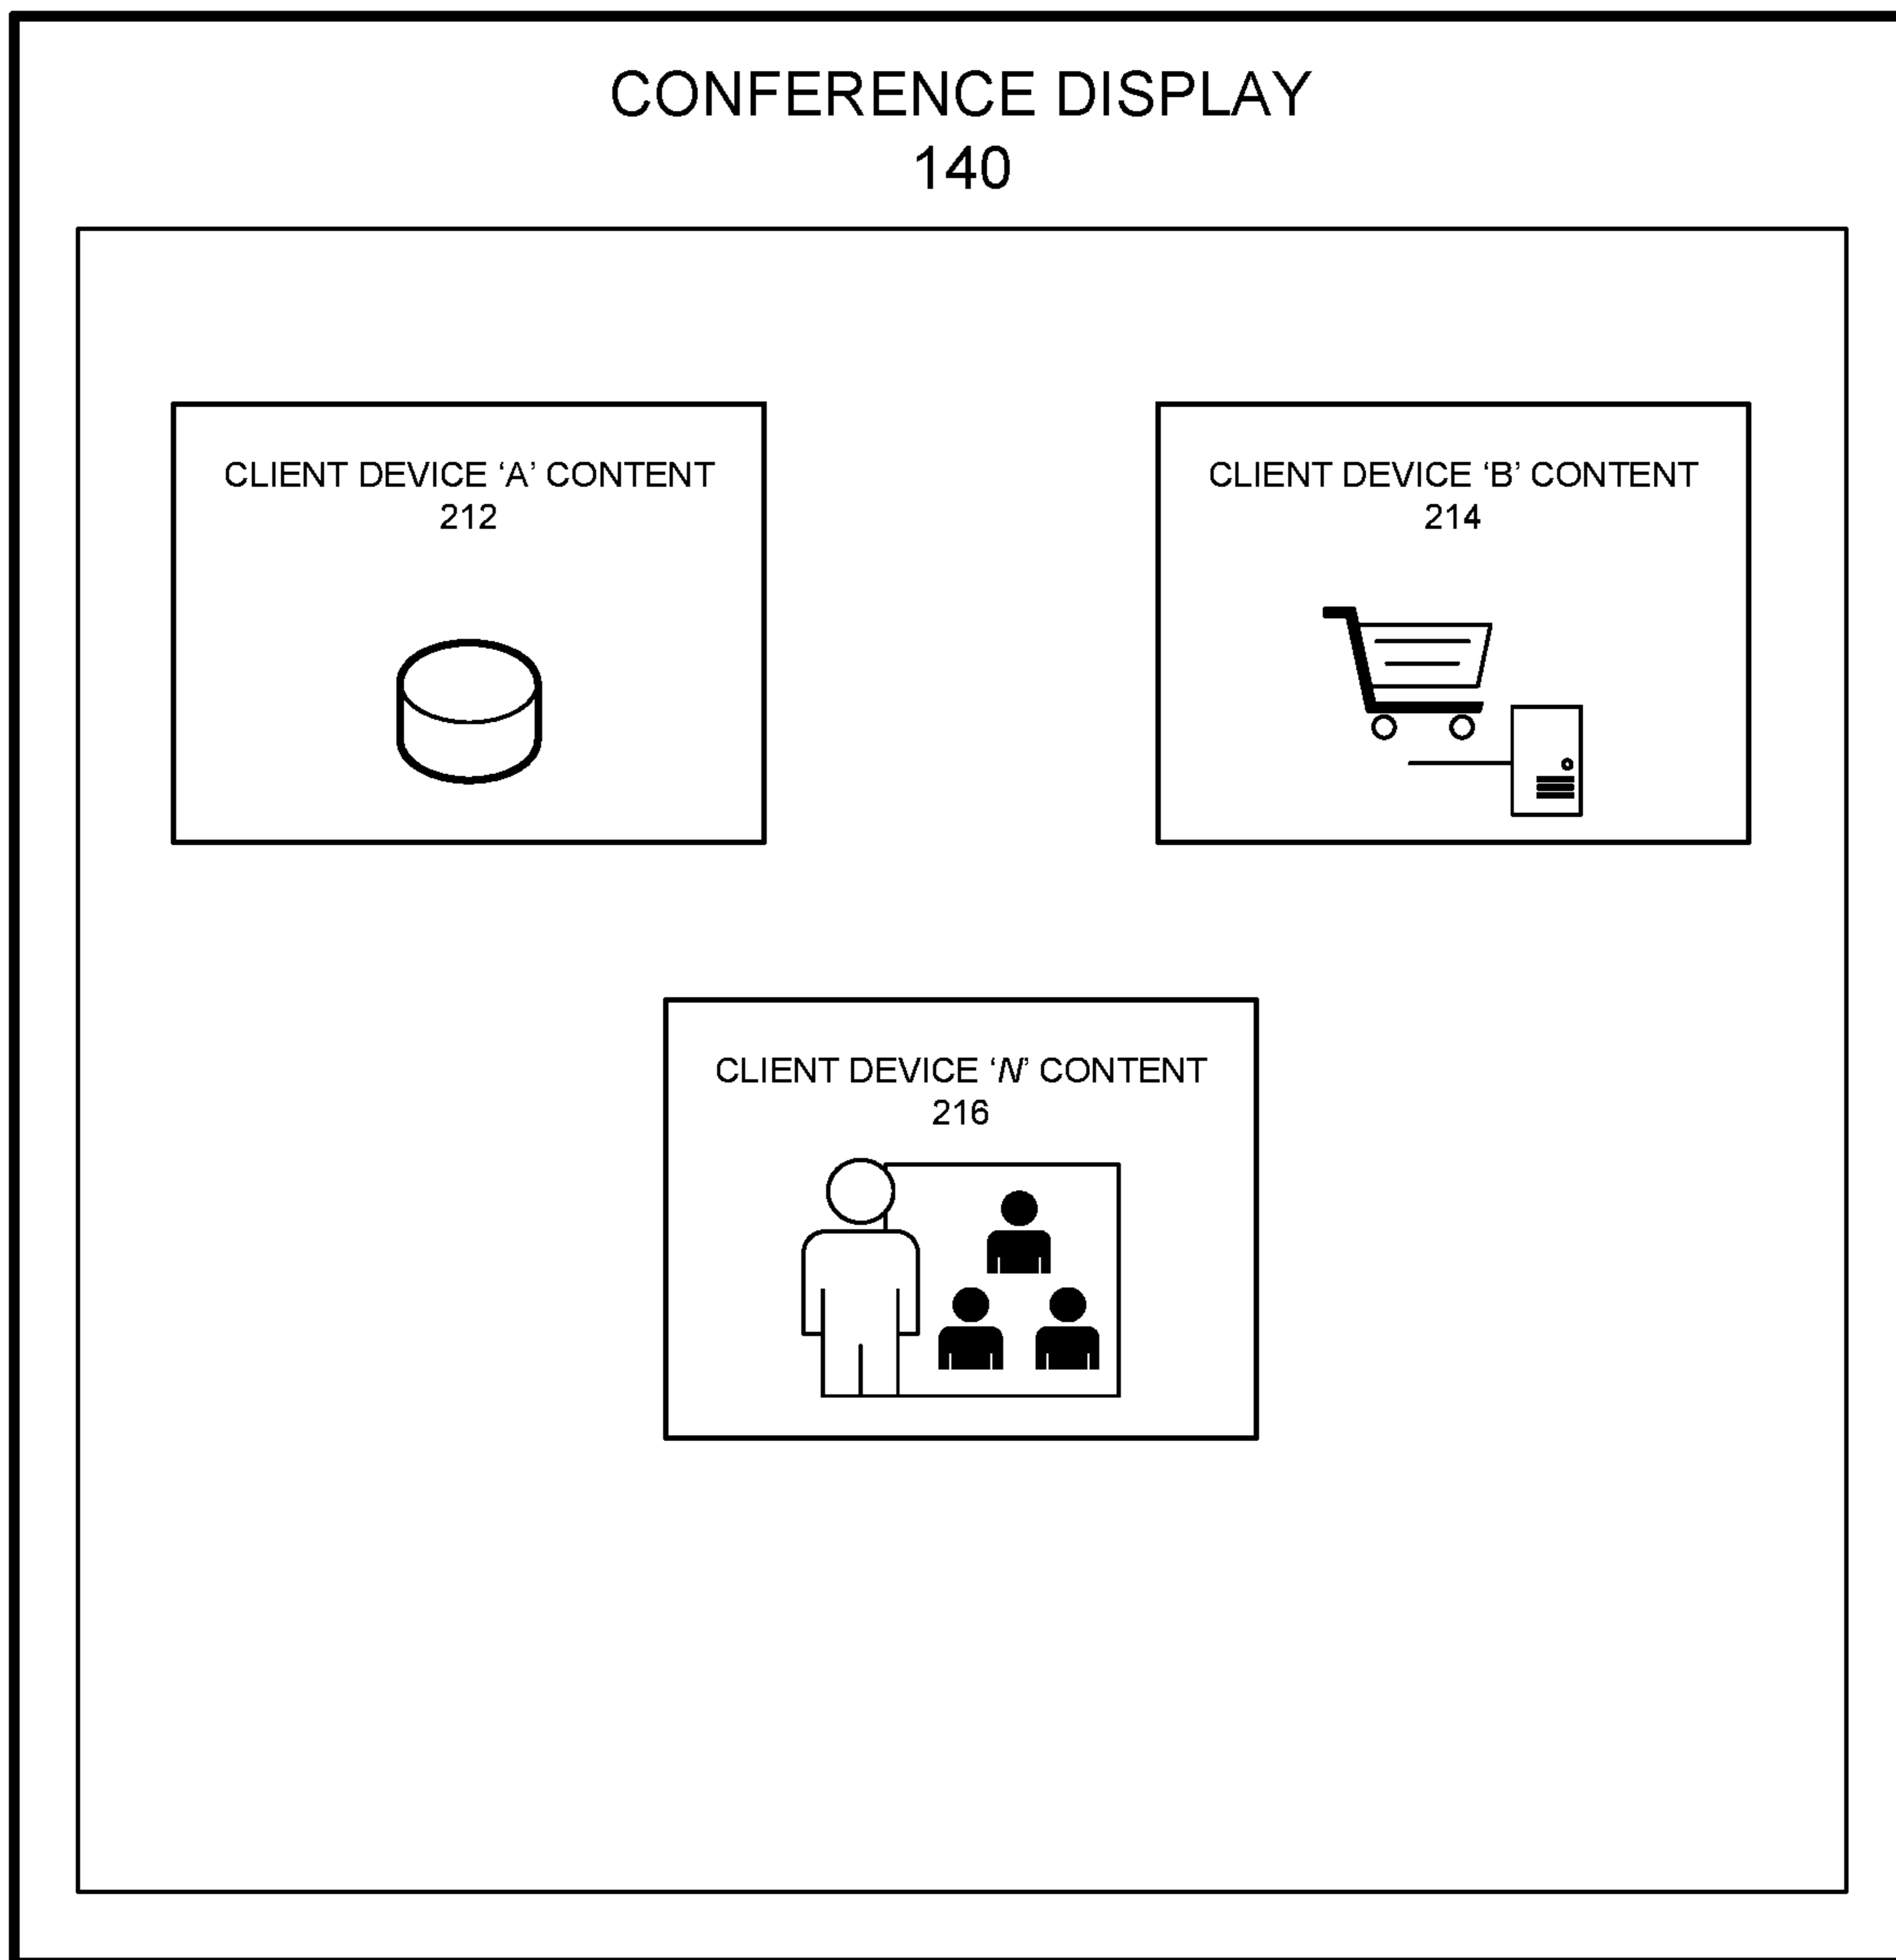 CONFERENCE DISPLAY
140
CLIENT DEVICE ‘A’ CONTENT
212
CLIENT DEVICE ‘B’ CONTENT
214
CLIENT DEVICE ‘N’ CONTENT
216